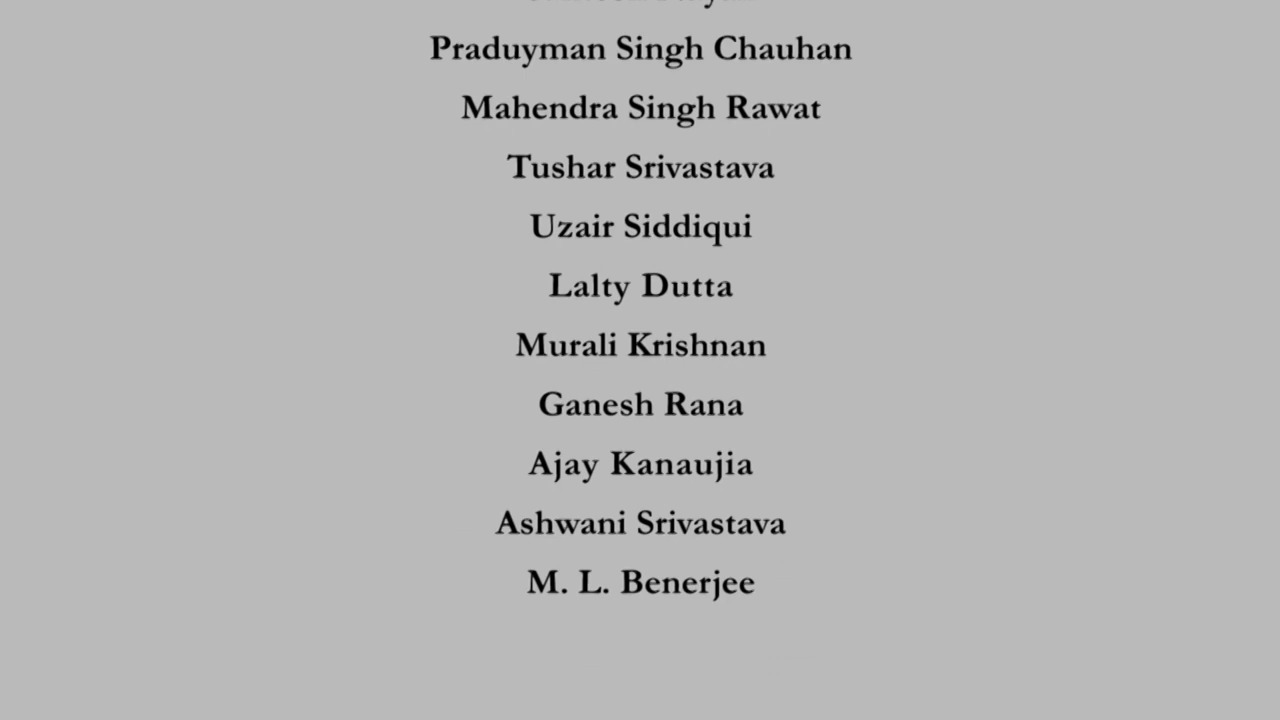 Praduyman Singh Chauhan
Mahendra Singh Rawat
Tushar Srivastava
Uzair Siddiqui
Lalty Dutta
Murali Krishnan
Ganesh Rana
Ajay Kanaujia
Ashwani Srivastava
M. L. Benerjee